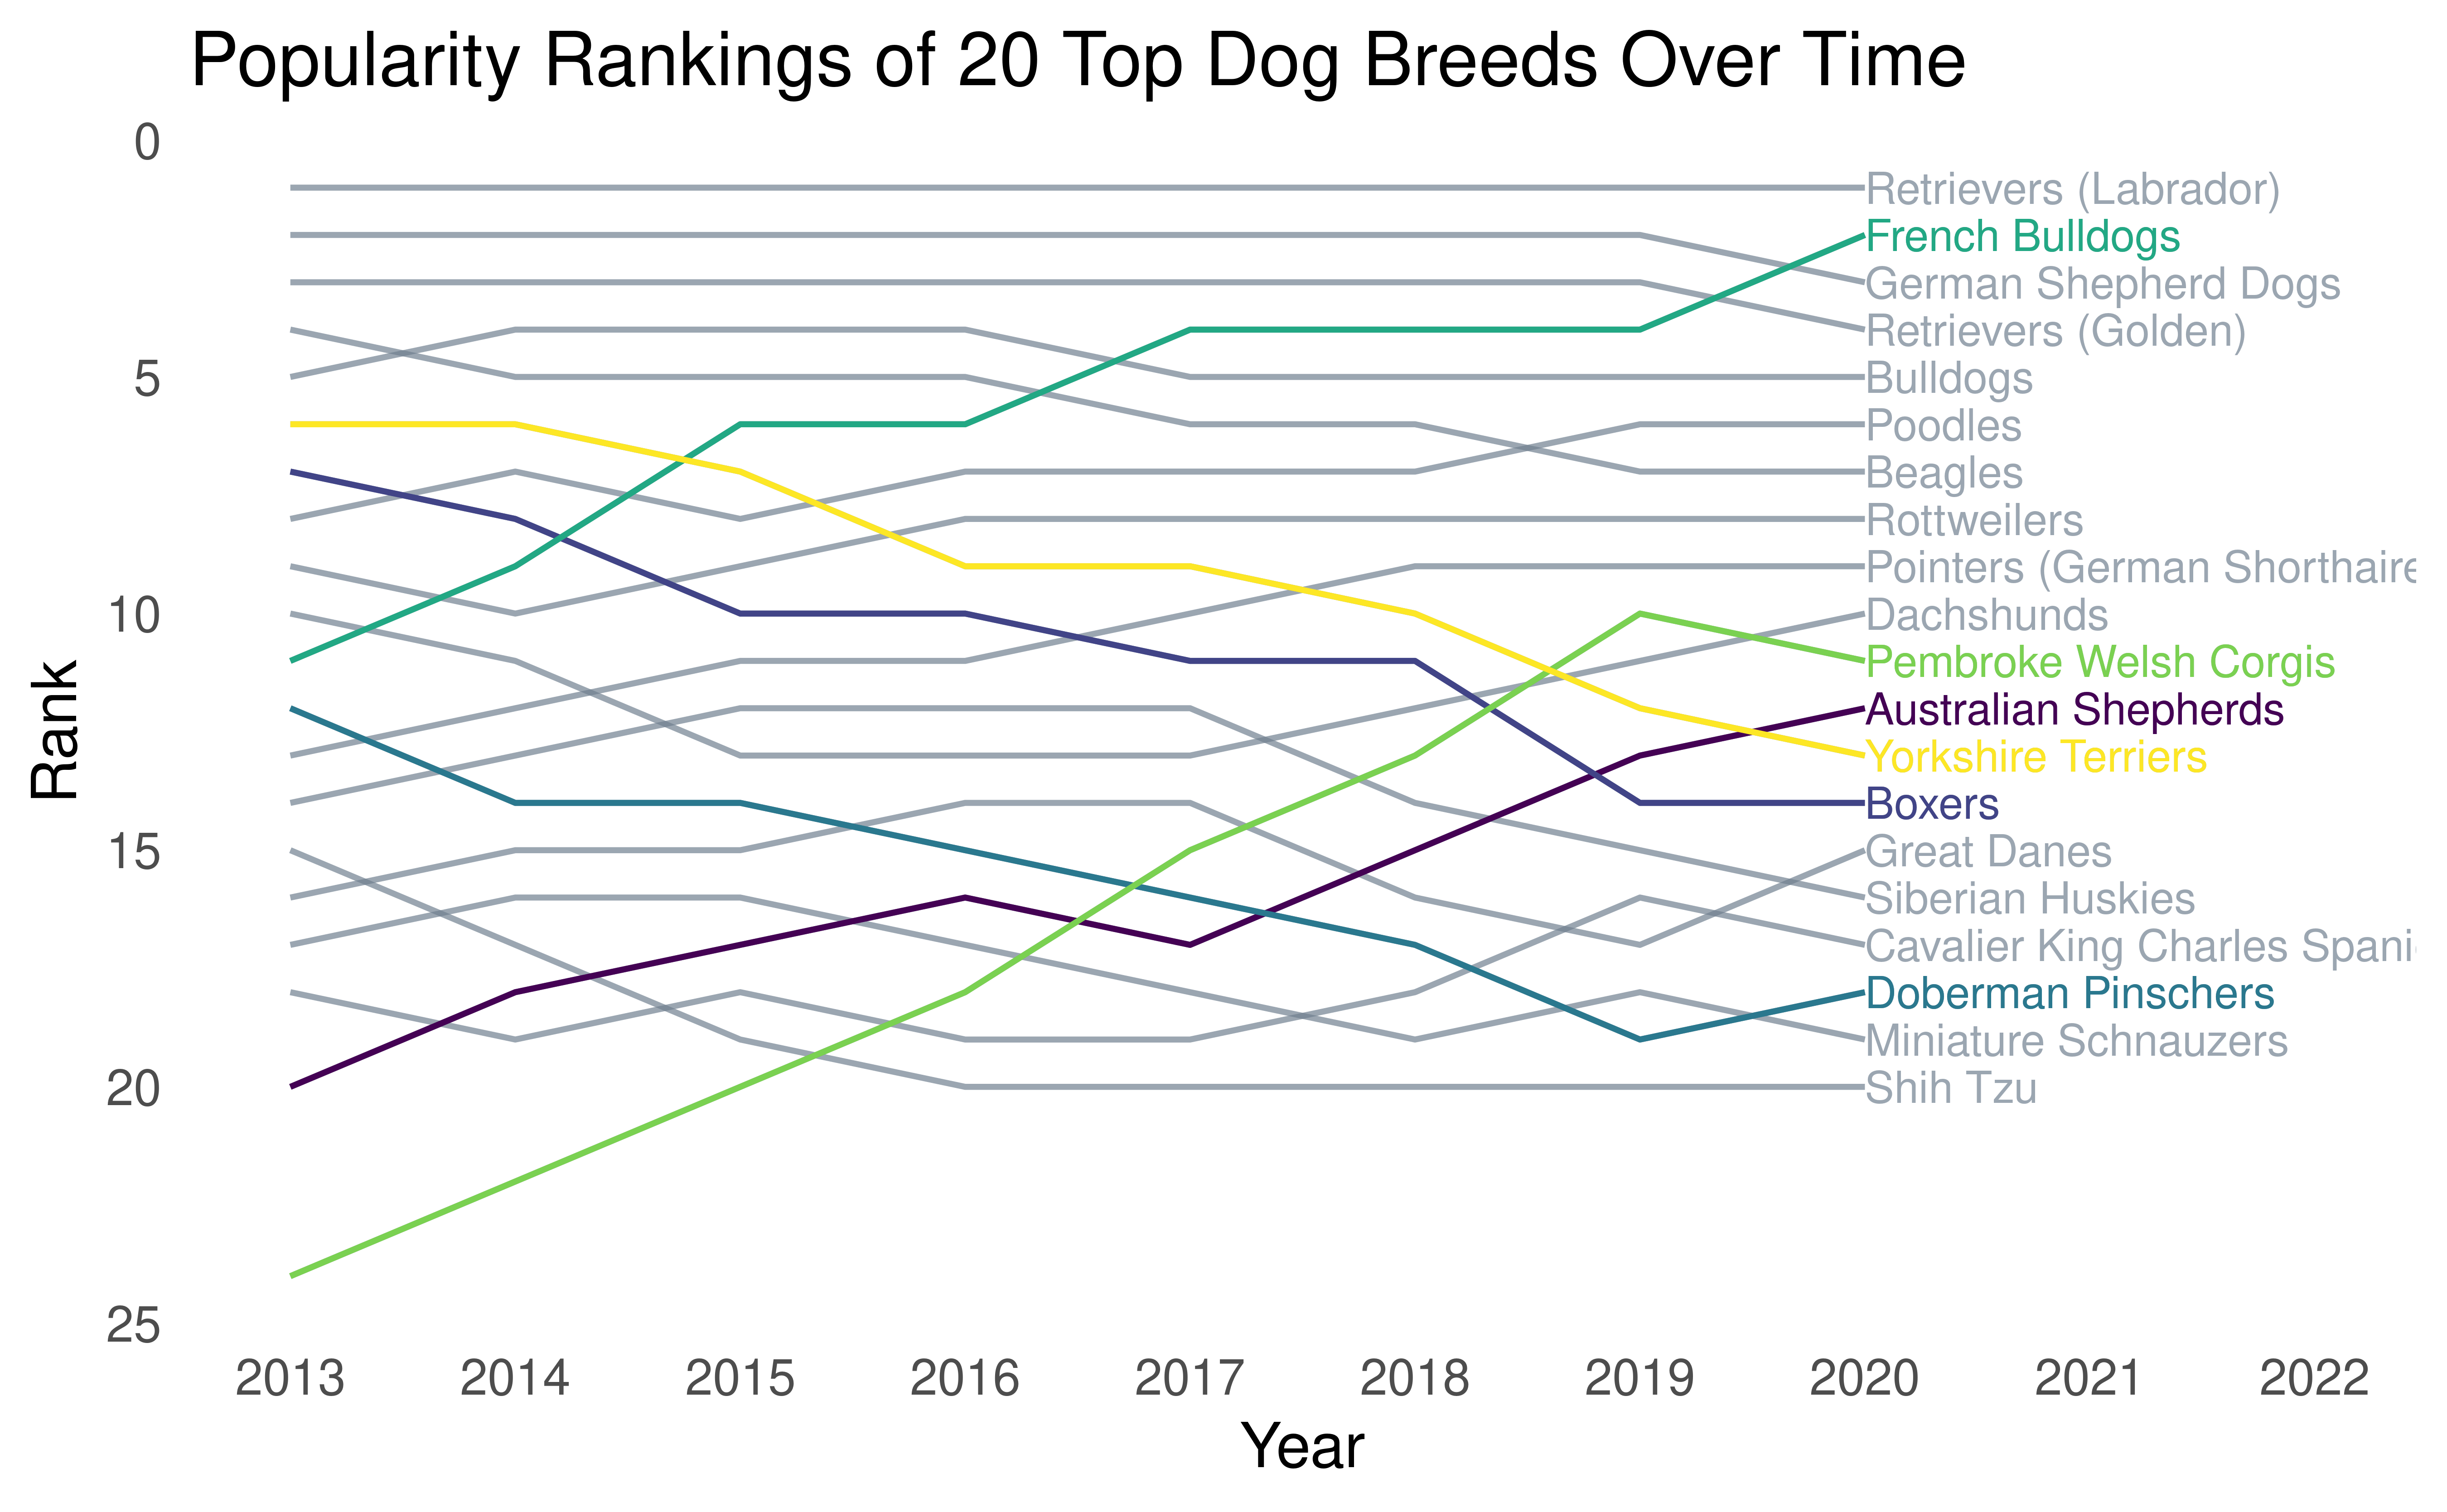 Popularity Rankings of 20 Top Dog Breeds Over Time
0
5
10
15
20
25
Rank
Retrievers (Labrador)
French Bulldogs
German Shepherd Dogs
Retrievers (Golden)
Bulldogs
Poodles
Beagles
Rottweilers
Pointers (German Shorthaire
Dachshunds
Pembroke Welsh Corgis
Australian Shepherds
Yorkshire Terriers
Boxers
Great Danes
Siberian Huskies
Cavalier King Charles Spani
Doberman Pinschers
Miniature Schnauzers
Shih Tzu
2013 2014 2015 2016 2017 2018 2019 2020 2021 2022
Year